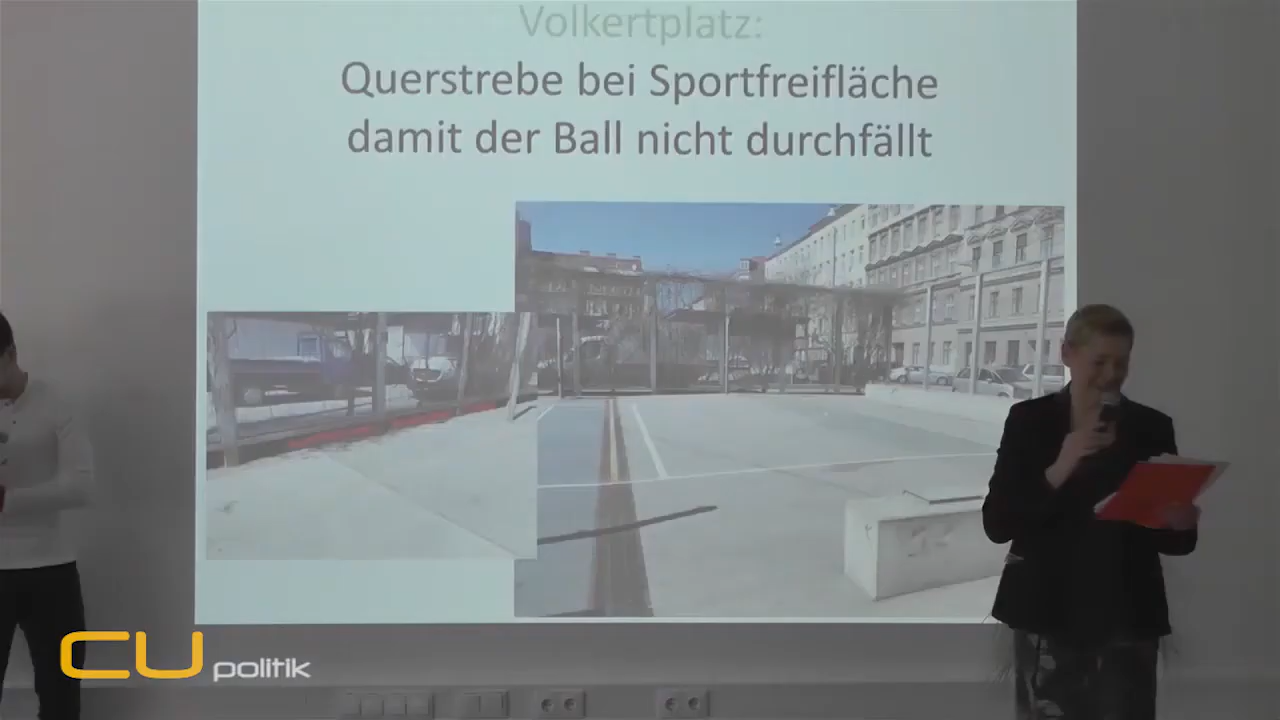 Volkertplatz:
Querstrebe bei Sportfreifläche
damit der Ball nicht durchfällt
CU politik